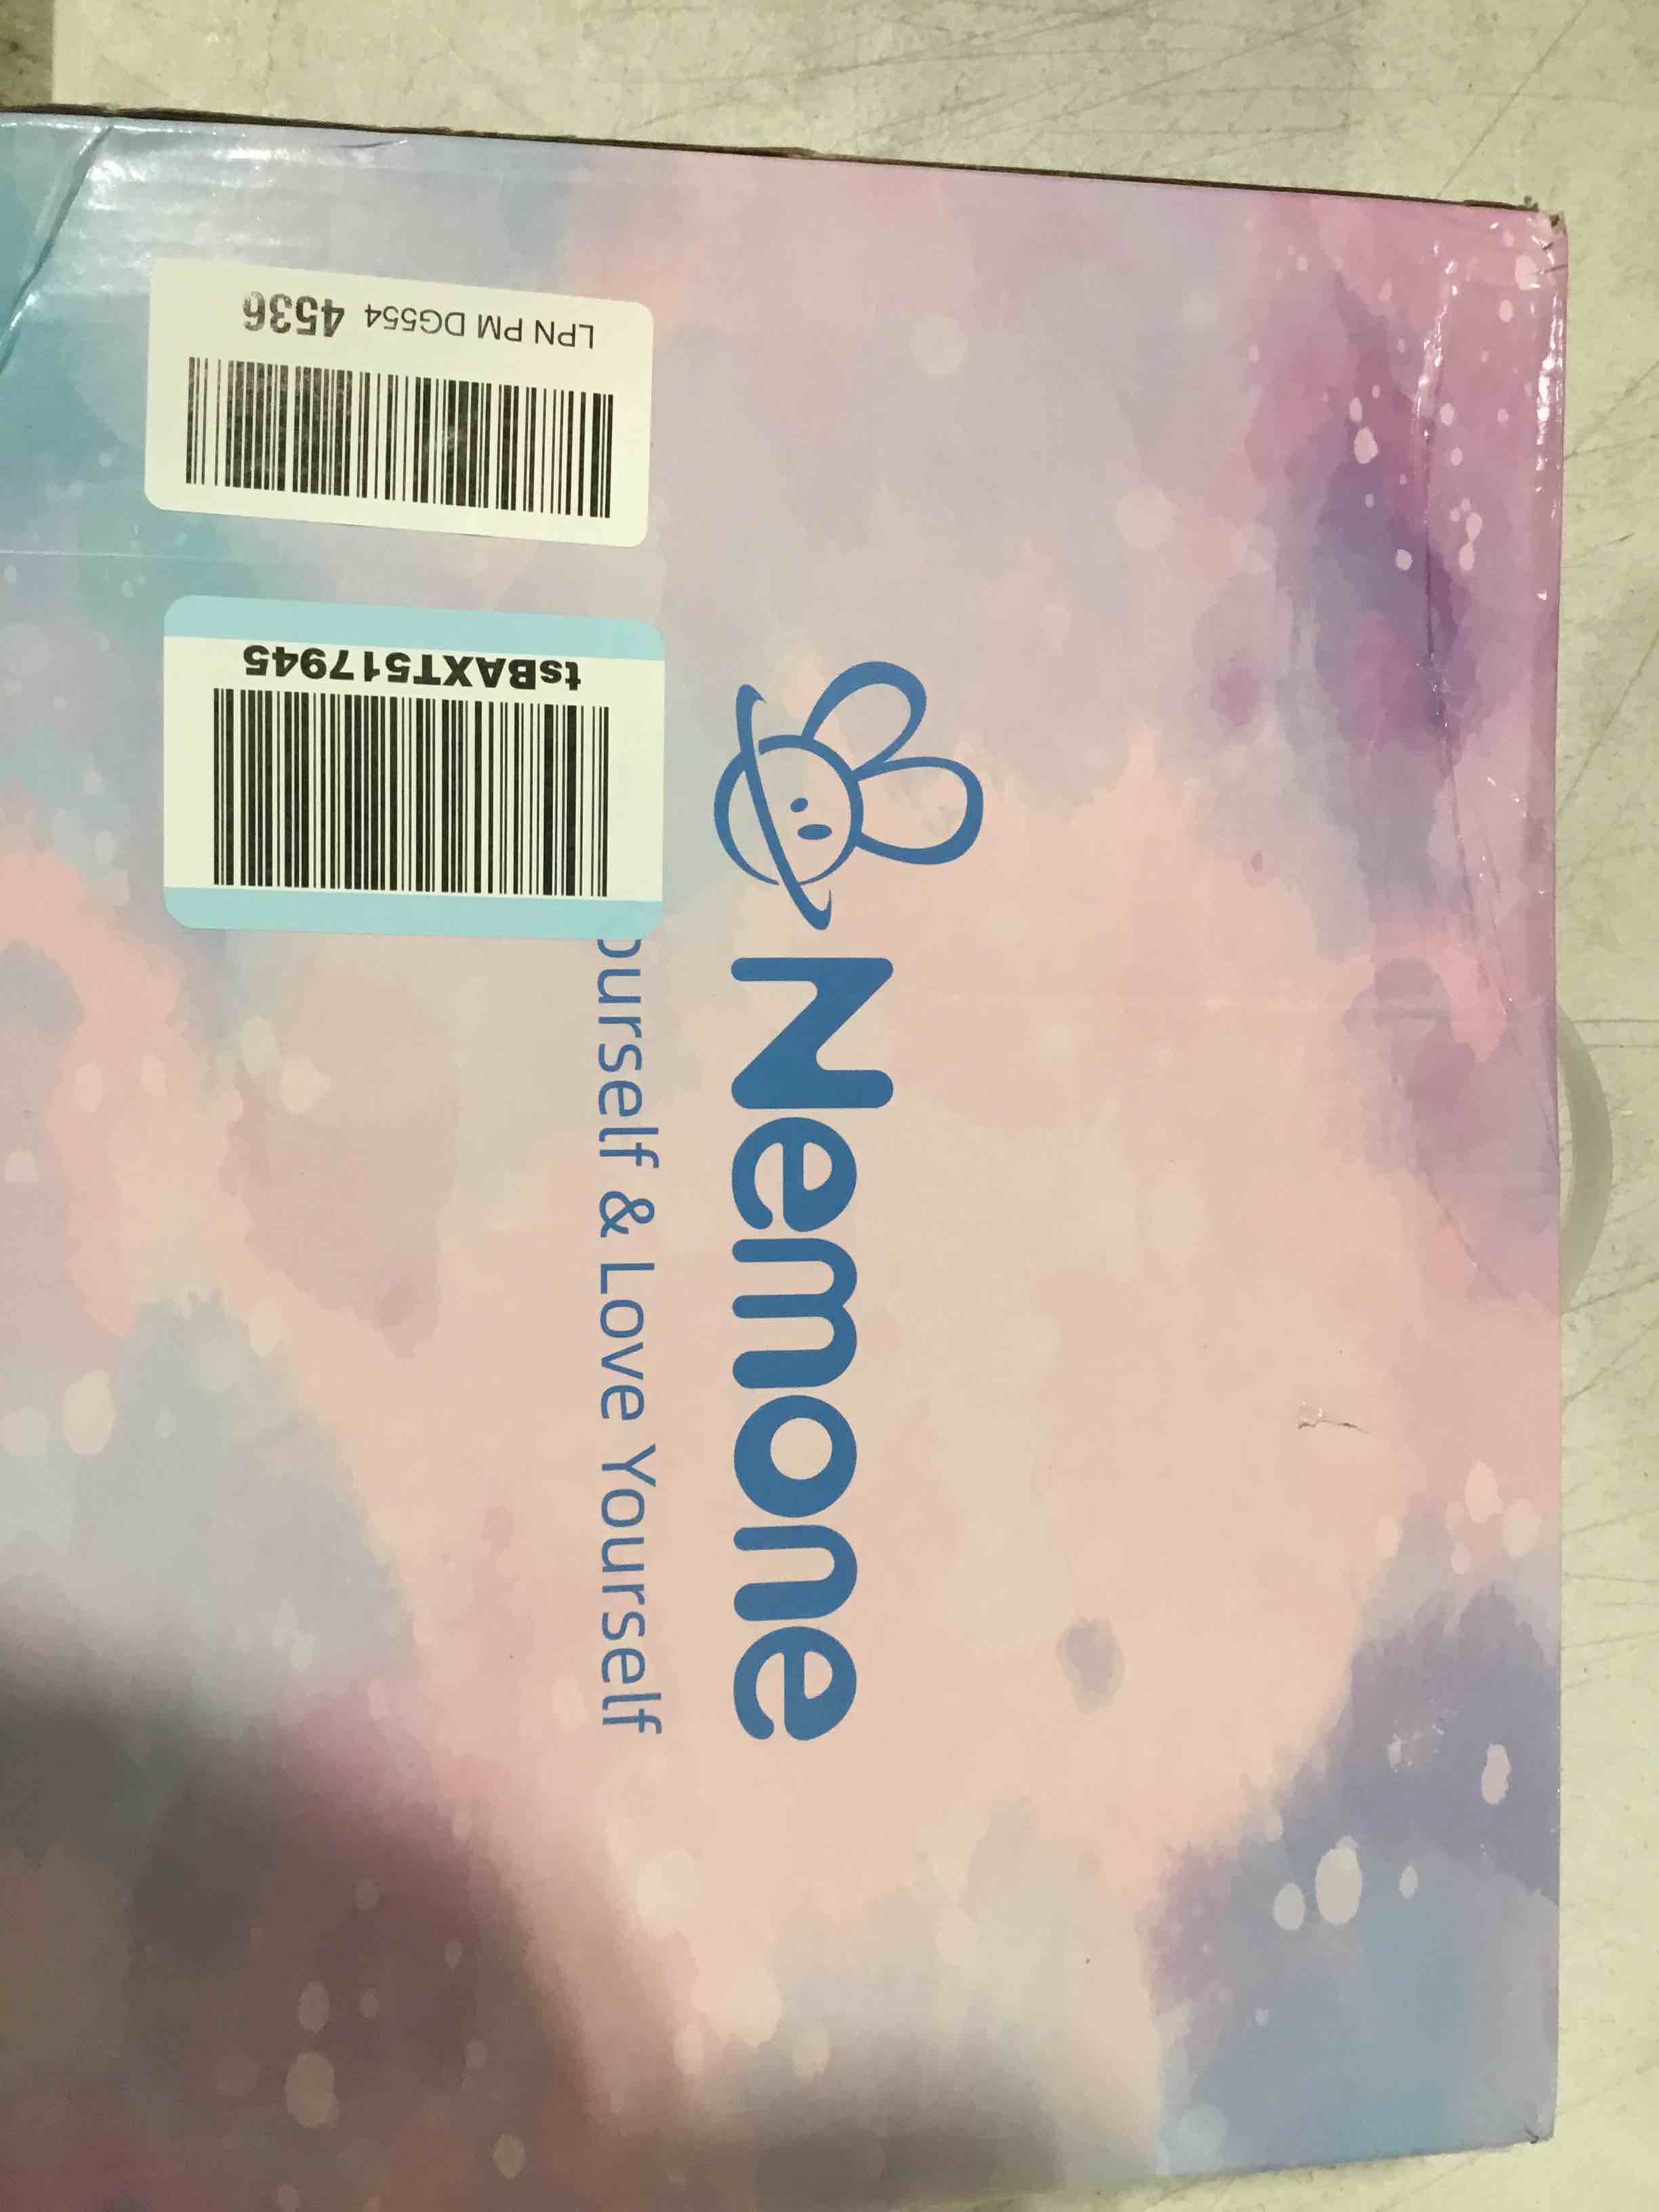 LPN PM DG554 4536
tsBAXT517945
Nemone
ourself & Love Yourself